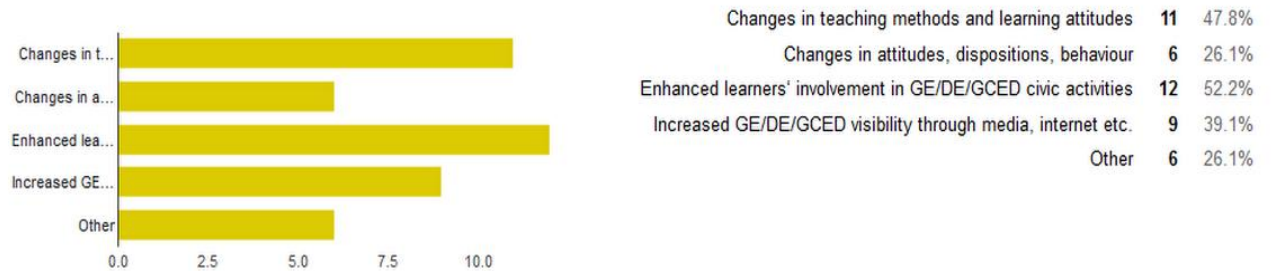 Changes in t...
Changes in a...
Enhanced lea...
Increased GE...
Other
0.0 2.5 5.0 7.5 10.0
Changes in teaching methods and learning attitudes 11 47.8%
Changes in attitudes, dispositions, behaviour 6 26.1%
Enhanced learners' involvement in GE/DE/GCED civic activities 12 52.2%
Increased GE/DE/GCED visibility through media, internet etc. 9 39.1%
Other 6 26.1%